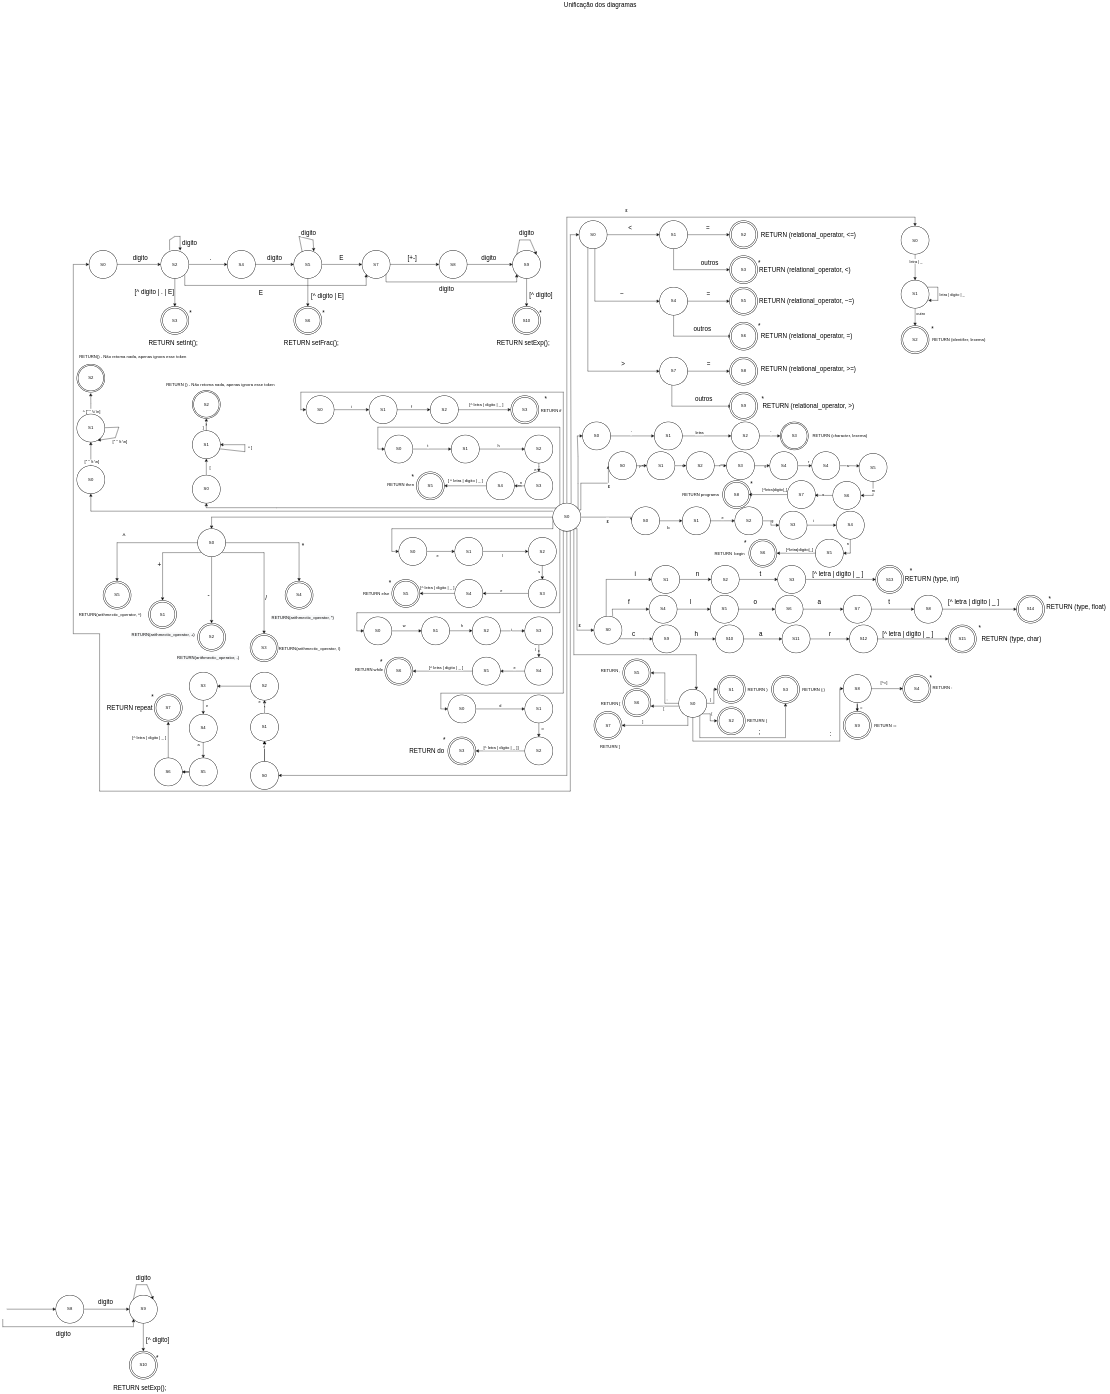 Unificação dos diagramas
ε
digito
digito
digito
S0
digito
S2
.
S4
digito
S5
E
S7
[+-]
S8
digito
S9
[^ digito | . | E]
E
[^ digito | E]
digito
[^ digito]
S3
*
S6
*
S10
*
RETURN setInt();
RETURN setFrac();
RETURN setExp();
S0
<
S1
=
S2
RETURN (relational_operator, <=)
outros
S3
*
RETURN (relational_operator, <)
~
S4
=
S5
RETURN (relational_operator, ~=)
outros
S6
*
RETURN (relational_operator, =)
>
S7
=
S8
RETURN (relational_operator, >=)
outros
S9
*
RETURN (relational_operator, >)
S0
letra | _
S1
letra | digito | _
outros
S2
*
RETURN (identifier, lexema)
RETURN() - Não retorna nada, apenas ignora esse token
S2
S1
S0
RETURN () - Não retorna nada, apenas ignora esse token
S2
S1
S0
S0
i
S1
f
S2
[^ letra | digito | _ ]
S3
*
RETURN if
S0
t
S1
h
S2
e
S3
n
S4
[^ letra | digito | _ ]
S5
*
RETURN then
S0
S0
S1
letra
S2
S3
RETURN (character, lexema)
ε
S0
S1
S2
S3
S4
S4
S5
m
S6
S7
[^letra|digito|_]
S8
*
RETURN programa
ε
S0
b
S1
e
S2
g
S3
i
S4
n
S5
[^letra|digito|_]
S6
*
RETURN begin
S0
^
+
-
/
*
S5
S1
S2
S3
S4
RETURN(arithmetic_operator, ^)
RETURN(arithmetic_operator, +)
RETURN(arithmetic_operator, -)
RETURN(arithmetic_operator, /)
RETURN(arithmetic_operator, *)
S0
e
S1
l
S2
s
S3
e
S4
[^ letra | digito | _ ]
S5
*
RETURN else
S0
w
S1
h
S2
i
S3
l
S4
e
S5
[^ letra | digito | _ ]
S6
*
RETURN while
S0
d
S1
o
S2
[^ letra | digito | _ ]
S3
*
RETURN do
ε
S0
i
S1
n
S2
t
S3
[^ letra | digito | _ ]
S13
*
RETURN (type, int)
f
S4
l
S5
o
S6
a
S7
t
S8
[^ letra | digito | _ ]
S14
*
RETURN (type, float)
c
S9
h
S10
a
S11
r
S12
[^ letra | digito | _ ]
S15
*
RETURN (type, char)
S0
S1
RETURN )
S2
RETURN (
S3
RETURN (;)
;
:
S5
RETURN,
S6
RETURN [
S7
RETURN ]
S8
[^=]
S4
*
RETURN :
=
S9
S0
S1
S2
S3
S4
e
S5
S6
[^ letra | digito | _ ]
S7
*
RETURN repeat
digito
S8
digito
S9
digito
[^ digito]
S10
*
RETURN setExp();